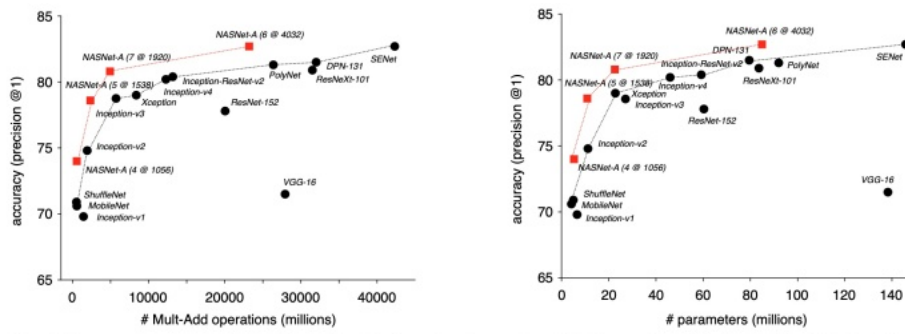 85
80
75
70
65
accuracy (precision @1)
NASNet-A (6 @ 4032)
NASNet-A (7 @ 1920)
SENet
DPN-131
PolyNet
Inception-ResNet-v2
ResNeXt-101
Inception-v4
NASNet-A (5 @ 1538)
Xception
Inception-v3
ResNet-152
Inception-v2
NASNet-A (4 @ 1056)
VGG-16
ShuffleNet
MobileNet
Inception-v1
0 10000 20000 30000 40000
# Mult-Add operations (millions)
85
80
75
70
65
accuracy (precision @1)
NASNet-A (6 @ 4032)
NASNet-A (7 @ 1920)
DPN-131
SENet
Inception-ResNet-v2
PolyNet
Inception-v4
ResNeXt-101
NASNet-A (5 @ 1538)
Xception
Inception-v3
ResNet-152
Inception-v2
NASNet-A (4 @ 1056)
VGG-16
ShuffleNet
MobileNet
Inception-v1
0 20 40 60 80 100 120 140
# parameters (millions)